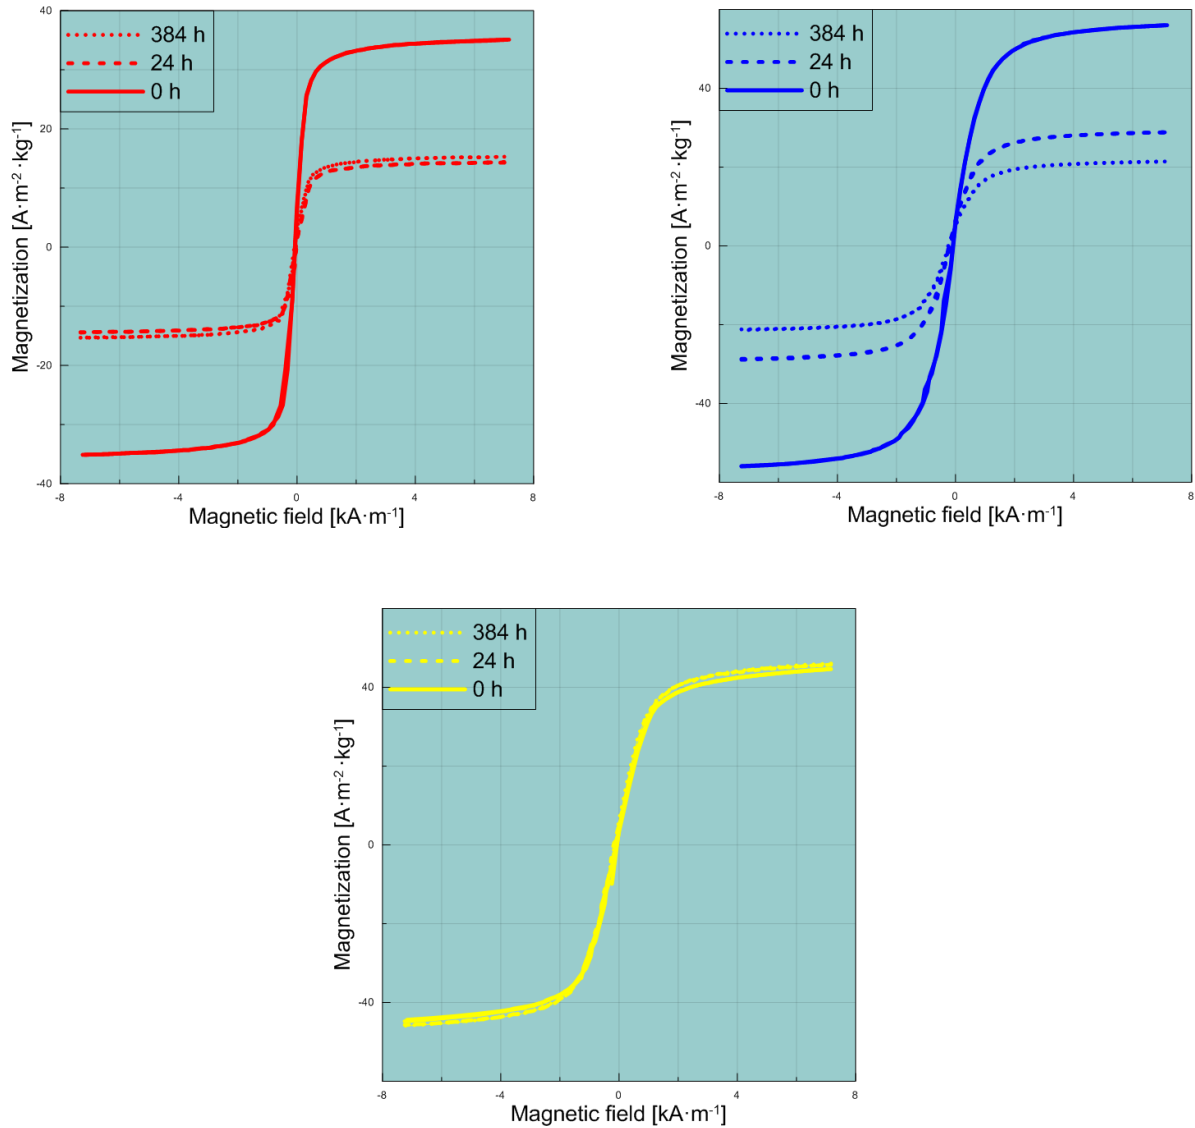 40
384 h
24 h
0 h
20
0
-20
-40
-8
-4
0
4
8
Magnetization [A·m⁻² ·kg⁻¹]
Magnetic field [kA·m⁻¹]
384 h
24 h
0 h
40
0
-40
-8
-4
0
4
8
Magnetization [A·m⁻² ·kg⁻¹]
Magnetic field [kA·m⁻¹]
384 h
24 h
0 h
40
0
-40
-8
-4
0
4
8
Magnetization [A·m⁻² ·kg⁻¹]
Magnetic field [kA·m⁻¹]